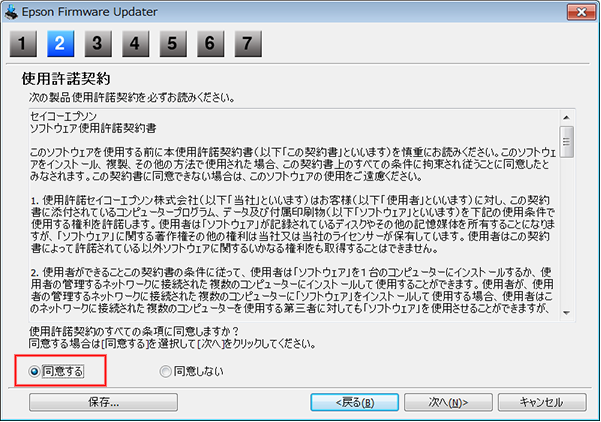 Epson Firmware Updater
1 2 3 4 5 6 7
使用許諾契約
次の製品使用許諾契約を必ずお読みください。
セイコーエプソン
ソフトウェア使用許諾契約書
このソフトウェアを使用する前に本使用許諾契約書(以下「この契約書」といいます)を慎重にお読みください。このソフトウェ
アをインストール、複製、その他の方法で使用された場合、この契約書上のすべての条件に拘束され従うことに同意したと
みなされます。この契約書に同意できない場合は、このソフトウェアの使用をご遠慮ください。
1. 使用許諾セイコーエプソン株式会社(以下「当社」といいます)はお客様(以下「使用者」といいます)に対し、この契約
書に添付されているコンピュータープログラム、データ及び付属印刷物(以下「ソフトウェア」といいます)を下記の使用条件で
使用する権利を許諾します。使用者は「ソフトウェア」が記録されているディスクやその他の記憶媒体を所有することになりま
すが、「ソフトウェア」に関する著作権その他の権利は当社又は当社のライセンサーが保有しています。使用者はこの契約
書によって許諾されている以外ソフトウェアに関するいかなる権利をも取得することはできません。
2. 使用者ができることこの契約書の条件に従って、使用者は「ソフトウェア」を1台のコンピューターにインストールするか、使
用者の管理するネットワークに接続された複数のコンピューターにインストールして使用することができます。使用者が、使用
者の管理するネットワークに接続された複数のコンピューターに「ソフトウェア」をインストールして使用する場合、使用者はこ
のネットワークに接続された複数のコンピューターを使用する第三者に対しても「ソフトウェア」を使用させることができますが、
使用許諾契約のすべての条項に同意しますか?
同意する場合は[同意する]を選択して[次へ]をクリックしてください。
同意する 同意しない
保存... <戻る(B) 次へ(N)> キャンセル